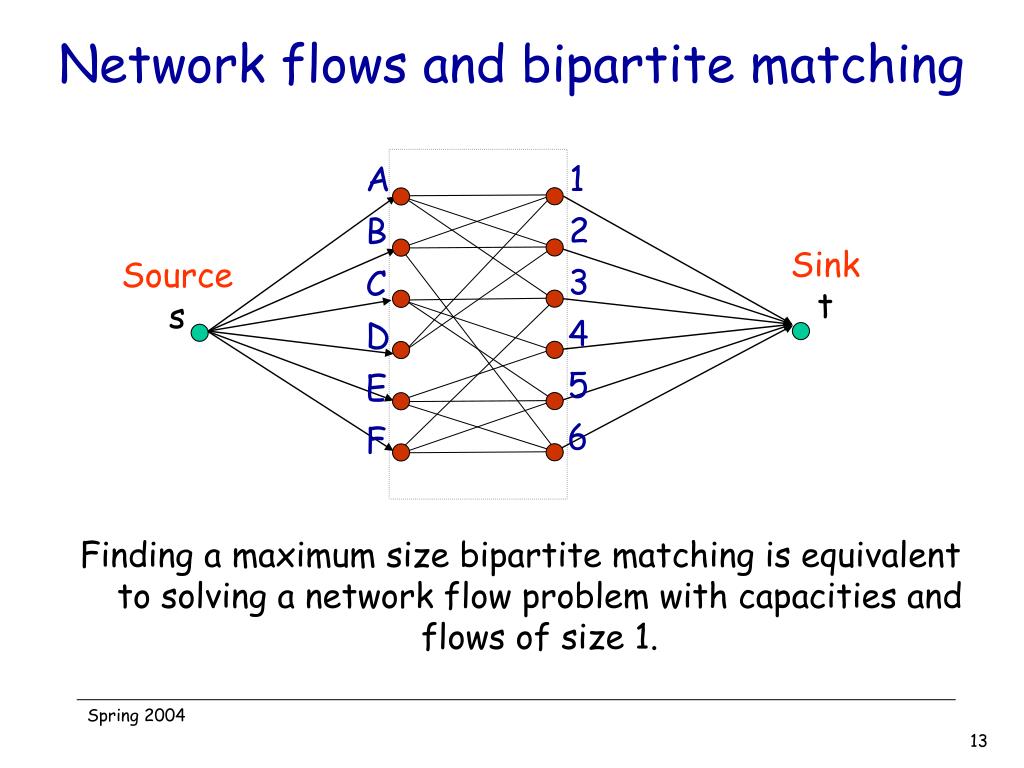 Network flows and bipartite matching
A
1
B
2
Source
C
3
Sink
s
t
D
4
E
5
F
6
Finding a maximum size bipartite matching is equivalent
to solving a network flow problem with capacities and
flows of size 1.
Spring 2004
13